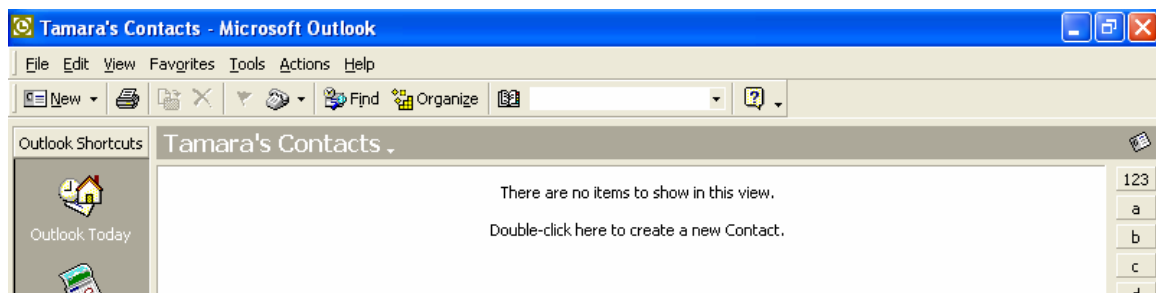 Tamara's Contacts - Microsoft Outlook
File Edit View Favorites Tools Actions Help
New Find Organize
Outlook Shortcuts Tamara's Contacts
123
There are no items to show in this view.
a
Outlook Today Double-click here to create a new Contact.
b
c
d